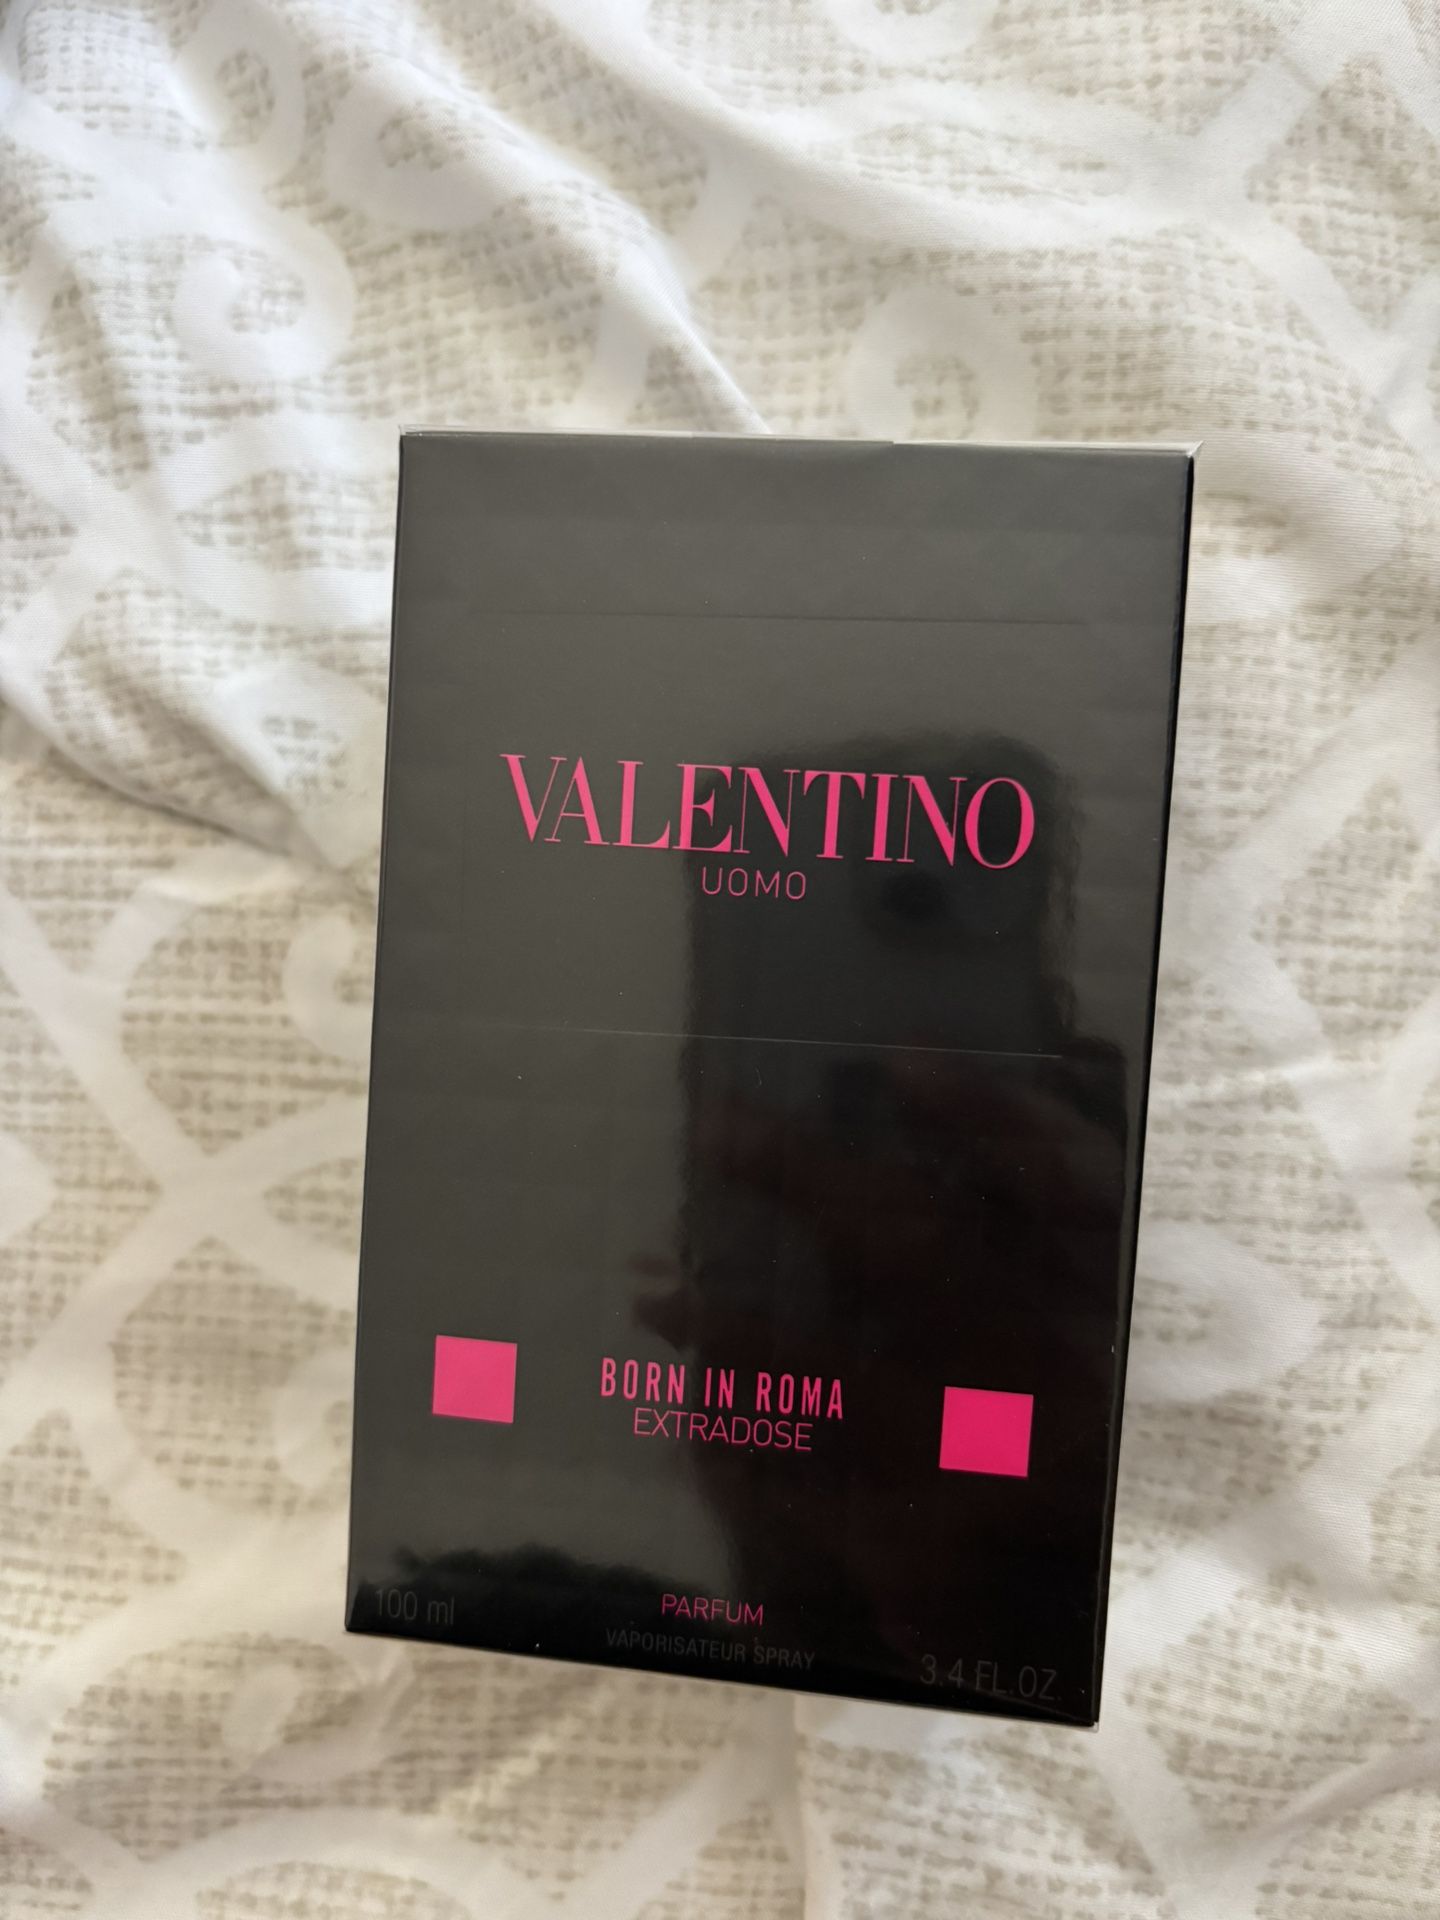 VALENTINO
UOMO
BORN IN ROMA
EXTRADOSE
100 ml
PARFUM
VAPORISATEUR SPRAY
3.4 FL.OZ.